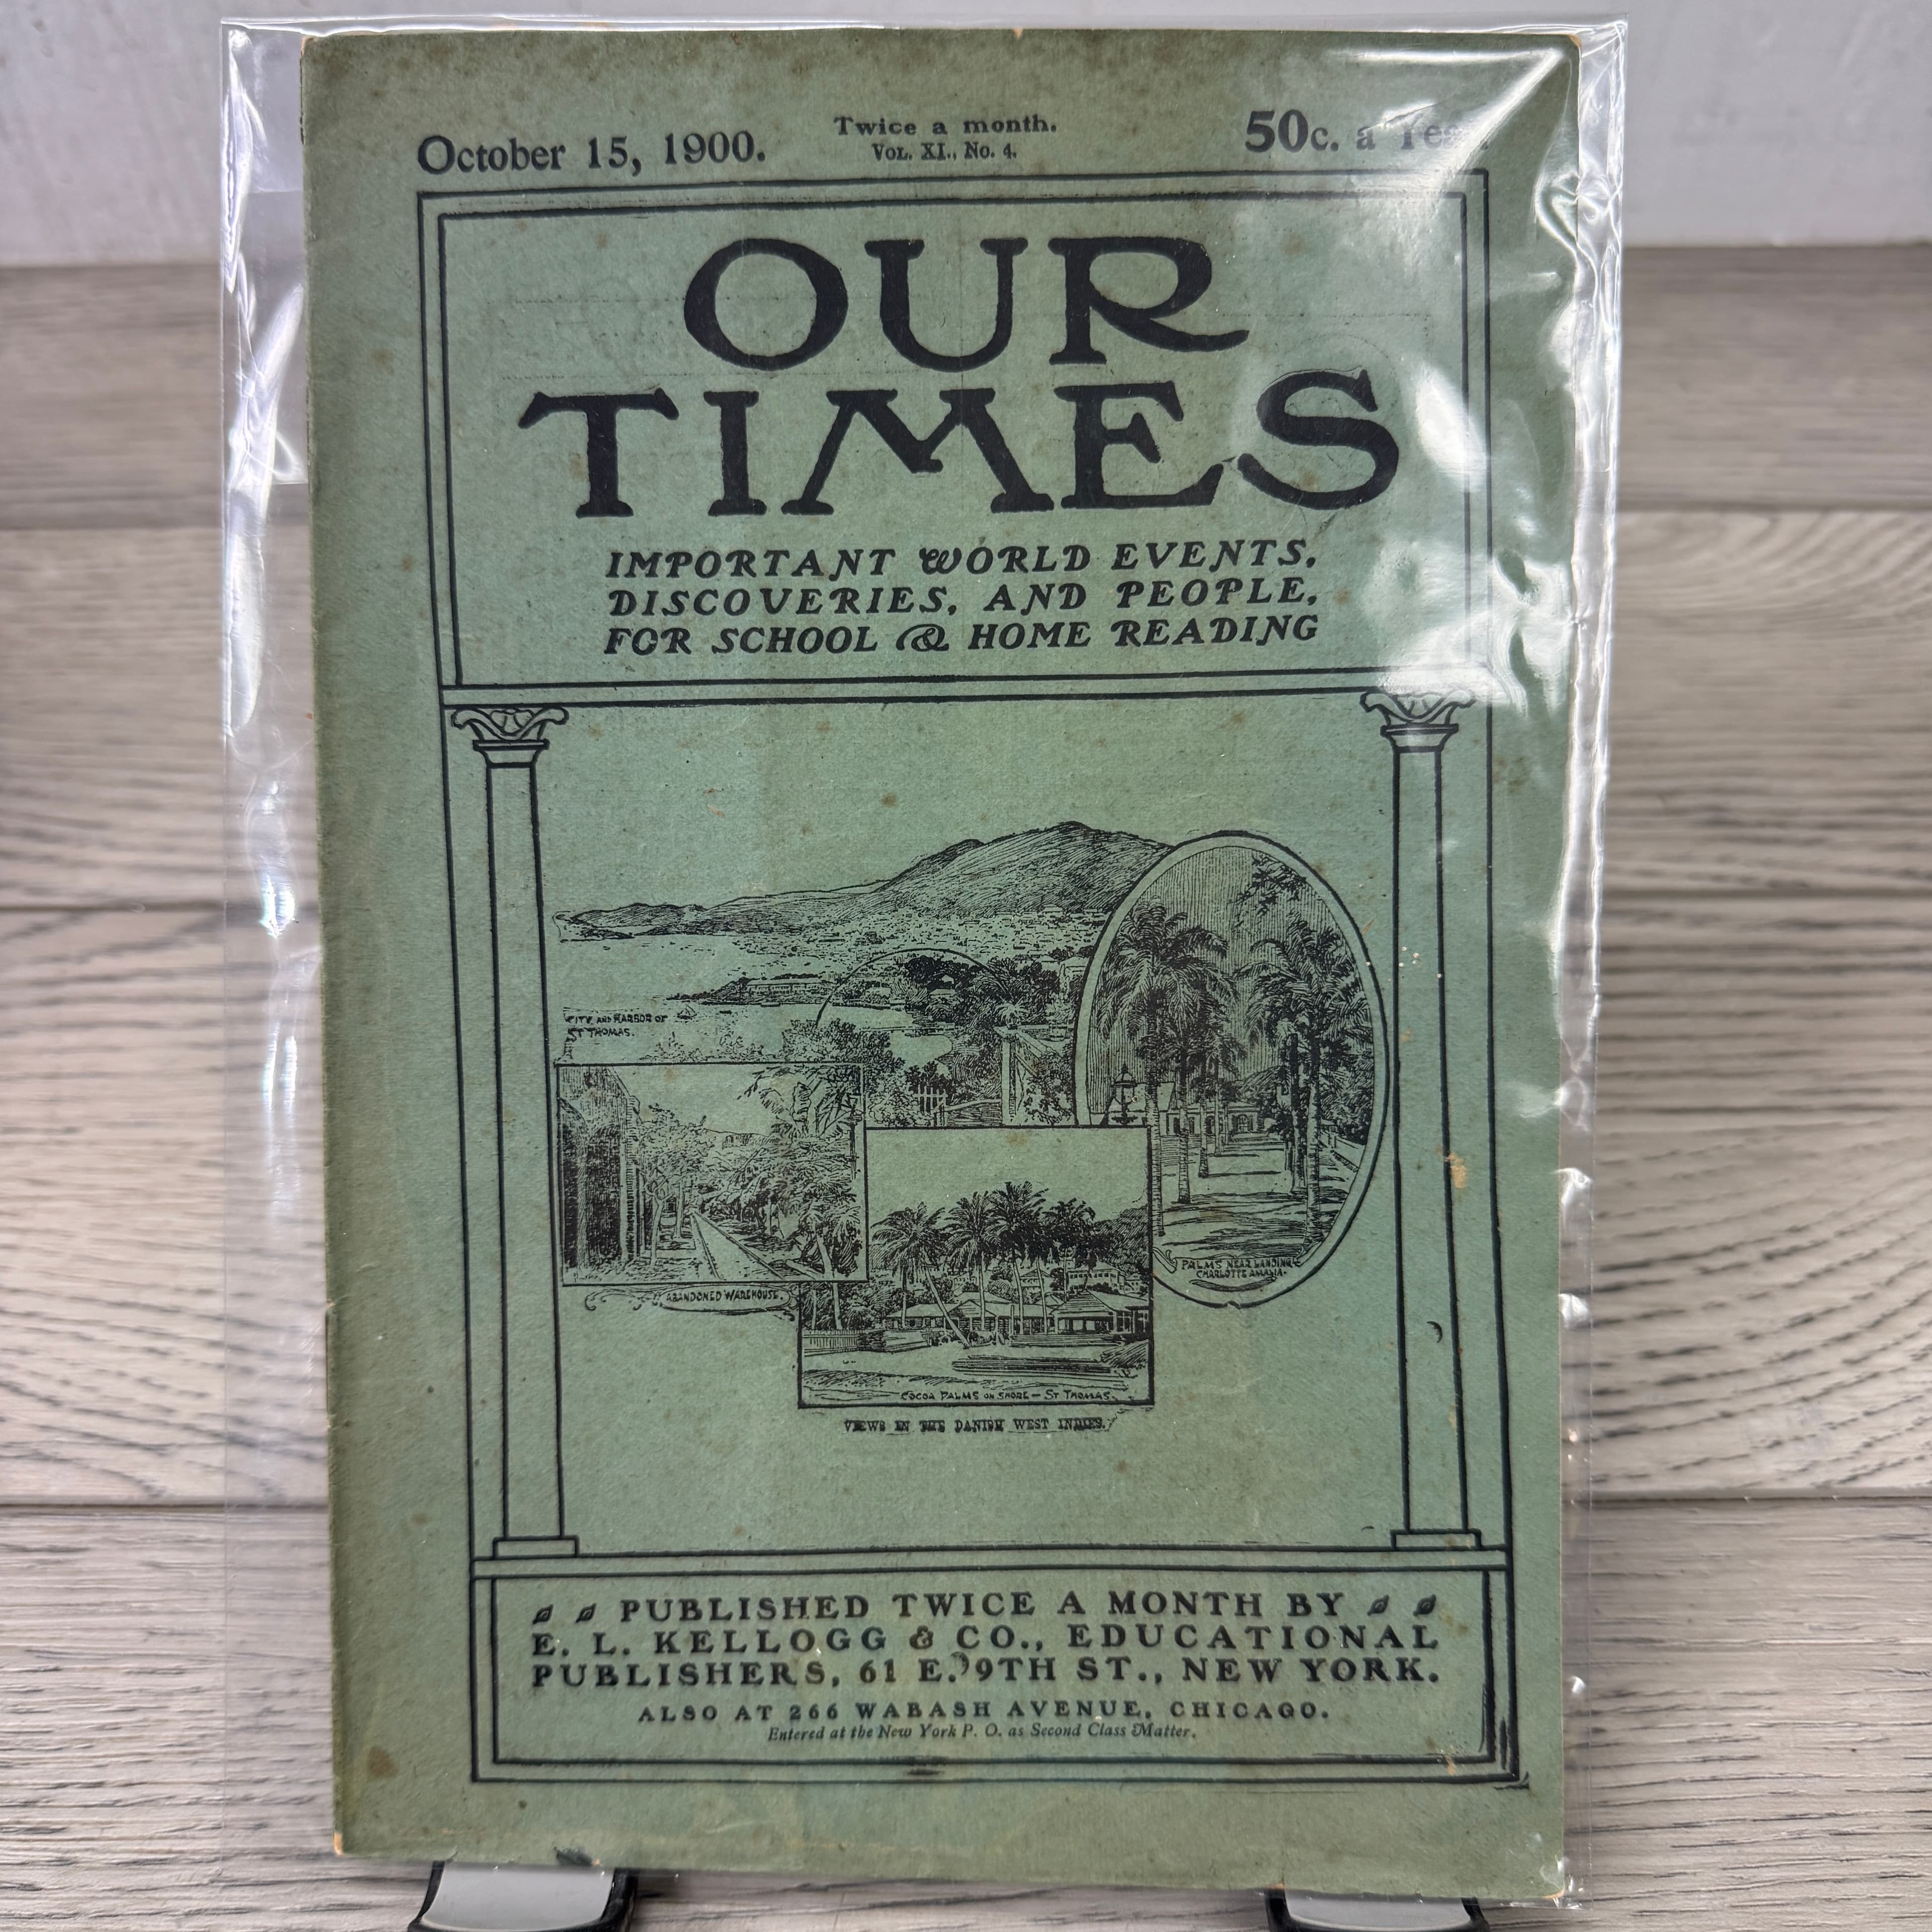 October 15, 1900.
Twice a month.
VOL. XI., No. 4.
50c. a Year.
OUR
TIMES
IMPORTANT WORLD EVENTS,
DISCOVERIES, AND PEOPLE,
FOR SCHOOL & HOME READING
CITY AND HARBOR OF
ST THOMAS.
ABANDONED WAREHOUSE.
PALMS NEAR LANDING
CHARLOTTE AMALIA.
COCOA PALMS ON SHORE - ST THOMAS.
VIEWS IN THE DANISH WEST INDIES.
PUBLISHED TWICE A MONTH BY
E. L. KELLOGG & CO., EDUCATIONAL
PUBLISHERS, 61 E. 9TH ST., NEW YORK.
ALSO AT 266 WABASH AVENUE, CHICAGO.
Entered at the New York P. O. as Second Class Matter.